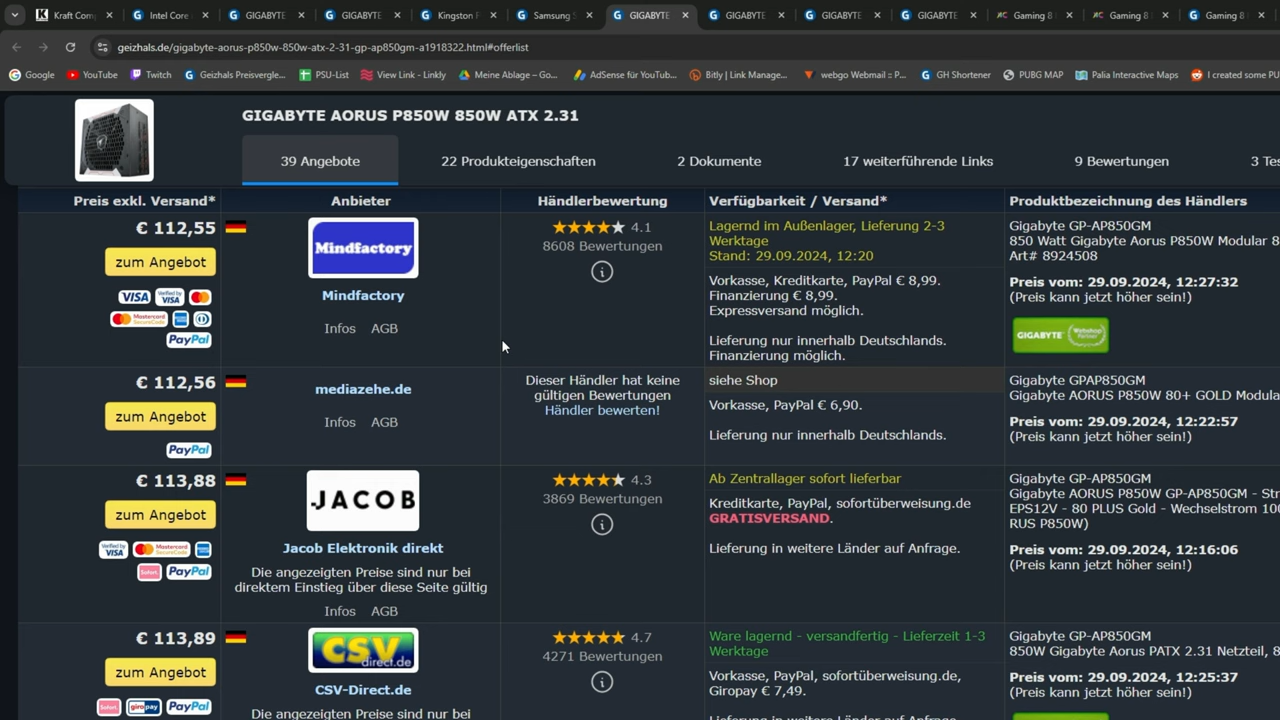 Kraft Comp
Intel Core
GIGABYTE
GIGABYTE
Kingston F
Samsung S
GIGABYTE
GIGABYTE
GIGABYTE
GIGABYTE
Gaming 8
Gaming 8
Gaming 8
geizhals.de/gigabyte-aorus-p850w-850w-atx-2-31-gp-ap850gm-a1918322.html#offerlist
Google
YouTube
Twitch
Geizhals Preisvergle...
PSU-List
View Link - Linkly
Meine Ablage – Go...
AdSense für YouTub...
Bitly | Link Manage...
webgo Webmail :: P...
GH Shortener
PUBG MAP
Palia Interactive Maps
I created some
GIGABYTE AORUS P850W 850W ATX 2.31
39 Angebote
22 Produkteigenschaften
2 Dokumente
17 weiterführende Links
9 Bewertungen
3 Tes
Preis exkl. Versand*
Anbieter
Händlerbewertung
Verfügbarkeit / Versand*
Produktbezeichnung des Händlers
€ 112,55
zum Angebot
VISA
PayPal
Mindfactory
Mindfactory
Infos AGB
4.1
8608 Bewertungen
Lagernd im Außenlager, Lieferung 2-3
Werktage
Stand: 29.09.2024, 12:20
Vorkasse, Kreditkarte, PayPal € 8,99.
Finanzierung € 8,99.
Expressversand möglich.
Lieferung nur innerhalb Deutschlands.
Finanzierung möglich.
Gigabyte GP-AP850GM
850 Watt Gigabyte Aorus P850W Modular 8
Art# 8924508
Preis vom: 29.09.2024, 12:27:32
(Preis kann jetzt höher sein!)
GIGABYTE
€ 112,56
zum Angebot
PayPal
mediazehe.de
Infos AGB
Dieser Händler hat keine
gültigen Bewertungen
Händler bewerten!
siehe Shop
Vorkasse, PayPal € 6,90.
Lieferung nur innerhalb Deutschlands.
Gigabyte GPAP850GM
Gigabyte AORUS P850W 80+ GOLD Modula
Preis vom: 29.09.2024, 12:22:57
(Preis kann jetzt höher sein!)
€ 113,88
zum Angebot
PayPal
JACOB
Jacob Elektronik direkt
Die angezeigten Preise sind nur bei
direktem Einstieg über diese Seite gültig
Infos AGB
4.3
3869 Bewertungen
Ab Zentrallager sofort lieferbar
Kreditkarte, PayPal, sofortüberweisung.de
GRATISVERSAND.
Lieferung in weitere Länder auf Anfrage.
Gigabyte GP-AP850GM
Gigabyte AORUS P850W GP-AP850GM - Str
EPS12V - 80 PLUS Gold - Wechselstrom 100
RUS P850W)
Preis vom: 29.09.2024, 12:16:06
(Preis kann jetzt höher sein!)
€ 113,89
zum Angebot
giropay
PayPal
CSV
direct.de
CSV-Direct.de
Die angezeigten Preise sind nur bei
4.7
4271 Bewertungen
Ware lagernd - versandfertig - Lieferzeit 1-3
Werktage
Vorkasse, PayPal, sofortüberweisung.de,
Giropay € 7,49.
Gigabyte GP-AP850GM
850W Gigabyte Aorus PATX 2.31 Netzteil, 8
Preis vom: 29.09.2024, 12:25:37
(Preis kann jetzt höher sein!)